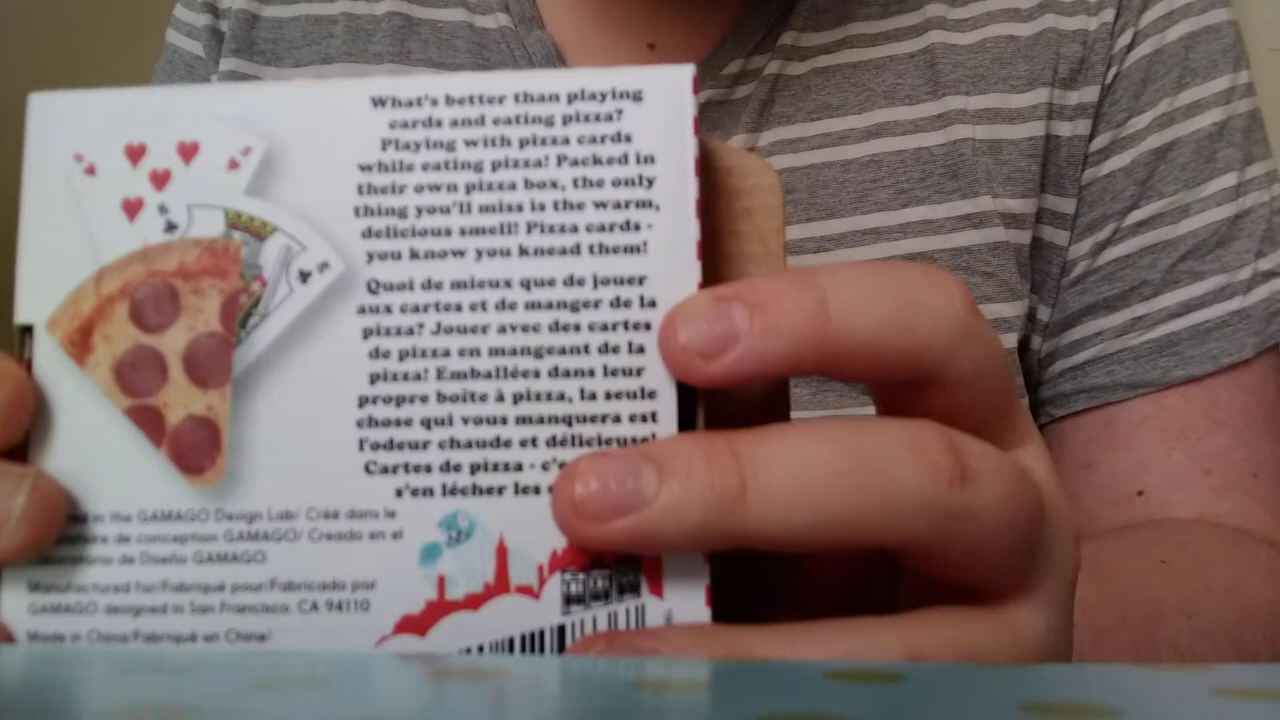 What's better than playing
cards and eating pizza?
Playing with pizza cards
while eating pizza! Packed in
their own pizza box, the only
thing you'll miss is the warm,
delicious smell! Pizza cards -
you know you knead them!
Quoi de mieux que de jouer
aux cartes et de manger de la
pizza? Jouer avec des cartes
de pizza en mangeant de la
pizza! Emballées dans leur
propre boîte à pizza, la seule
chose qui vous manquera est
l'odeur chaude et délicieuse!
Cartes de pizza -
s'en lécher les
in the GAMAGO Design Lab/ Créé dans le
de conception GAMAGO/ Creado en el
de Diseño GAMAGO
Manufactured for/Fabriqué pour/Fabricado por
GAMAGO designed in San Francisco, CA 94110
Made in China/Fabriqué en Chine/